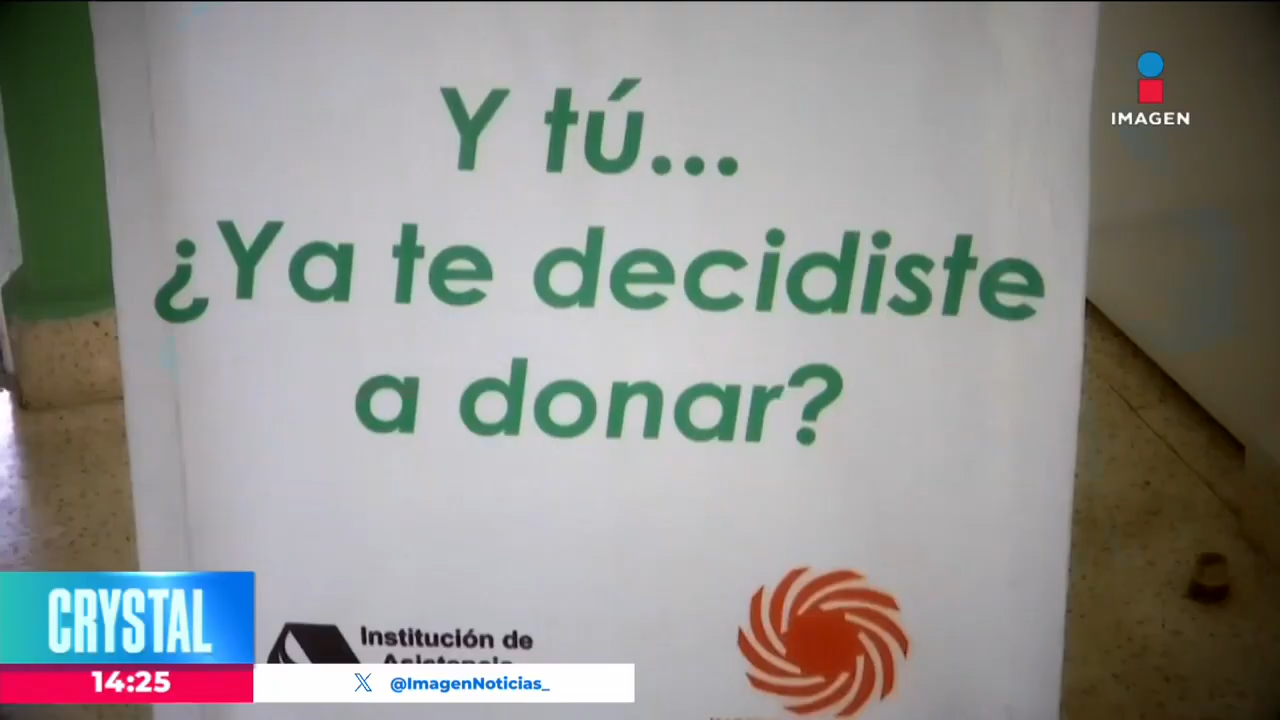 Y tú...
¿Ya te decidiste
a donar?
IMAGEN
Institución de
CRYSTAL
14:25
X @ImagenNoticias_